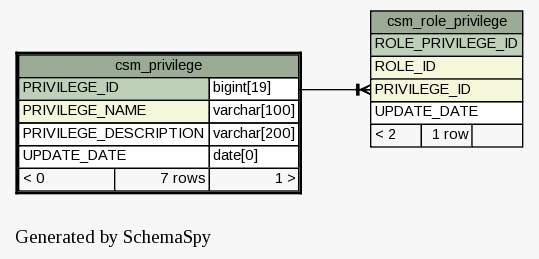 csm_privilege
PRIVILEGE_ID bigint[19]
PRIVILEGE_NAME varchar[100]
PRIVILEGE_DESCRIPTION varchar[200]
UPDATE_DATE date[0]
< 0 7 rows 1 >
csm_role_privilege
ROLE_PRIVILEGE_ID
ROLE_ID
PRIVILEGE_ID
UPDATE_DATE
< 2 1 row
Generated by SchemaSpy